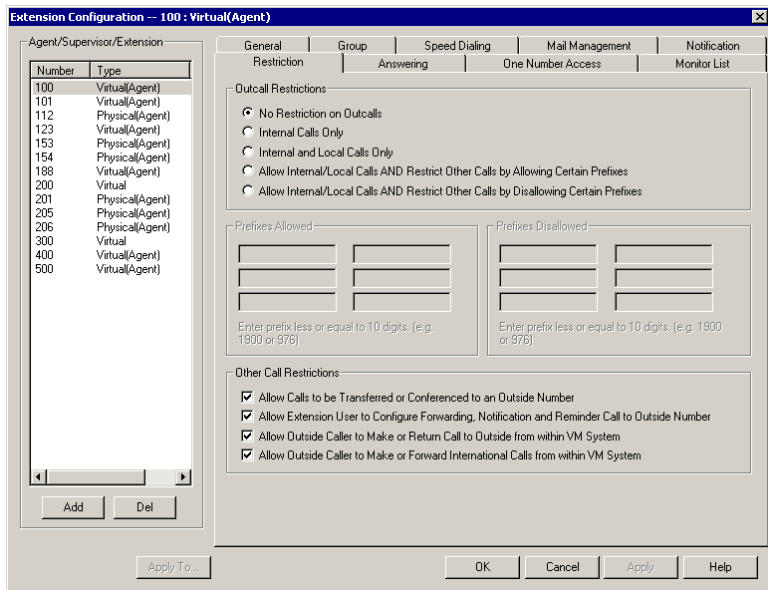 Extension Configuration -- 100 : Virtual(Agent)
Agent/Supervisor/Extension
Number Type
100 Virtual(Agent)
101 Virtual(Agent)
112 Physical(Agent)
123 Virtual(Agent)
153 Physical(Agent)
154 Physical(Agent)
188 Virtual(Agent)
200 Virtual
201 Physical(Agent)
205 Physical(Agent)
206 Physical(Agent)
300 Virtual
400 Virtual(Agent)
500 Virtual(Agent)
Add Del
General Group Speed Dialing Mail Management Notification
Restriction Answering One Number Access Monitor List
Outcall Restrictions
No Restriction on Outcalls
Internal Calls Only
Internal and Local Calls Only
Allow Internal/Local Calls AND Restrict Other Calls by Allowing Certain Prefixes
Allow Internal/Local Calls AND Restrict Other Calls by Disallowing Certain Prefixes
Prefixes Allowed
Enter prefix less or equal to 10 digits. (e.g.
1900 or 976)
Prefixes Disallowed
Enter prefix less or equal to 10 digits. (e.g. 1900
or 976)
Other Call Restrictions
Allow Calls to be Transferred or Conferenced to an Outside Number
Allow Extension User to Configure Forwarding, Notification and Reminder Call to Outside Number
Allow Outside Caller to Make or Return Call to Outside from within VM System
Allow Outside Caller to Make or Forward International Calls from within VM System
Apply To... OK Cancel Apply Help